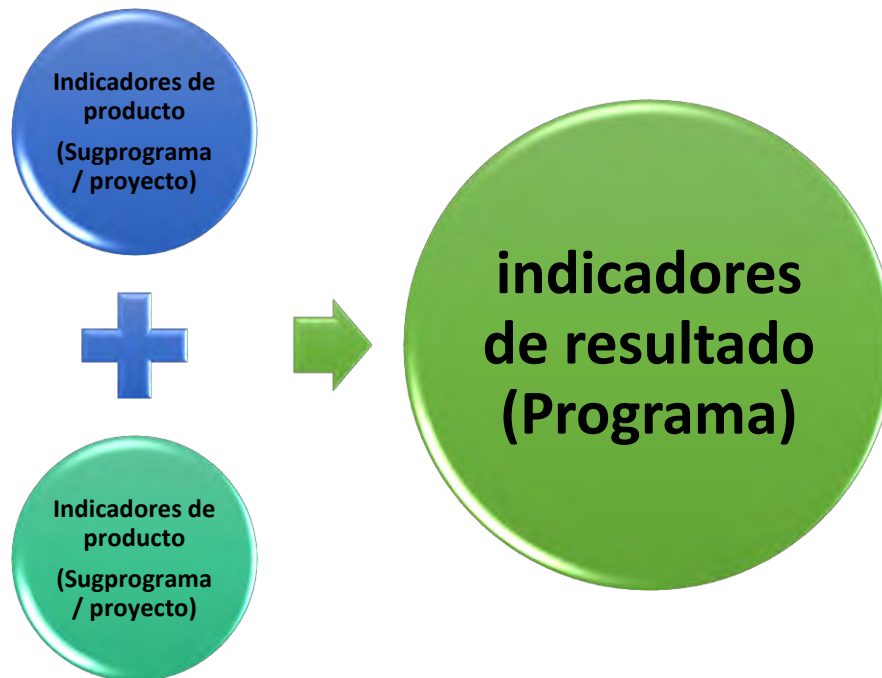 Indicadores de
producto
(Sugprograma
/ proyecto)
Indicadores de
producto
(Sugprograma
/ proyecto)
indicadores
de resultado
(Programa)